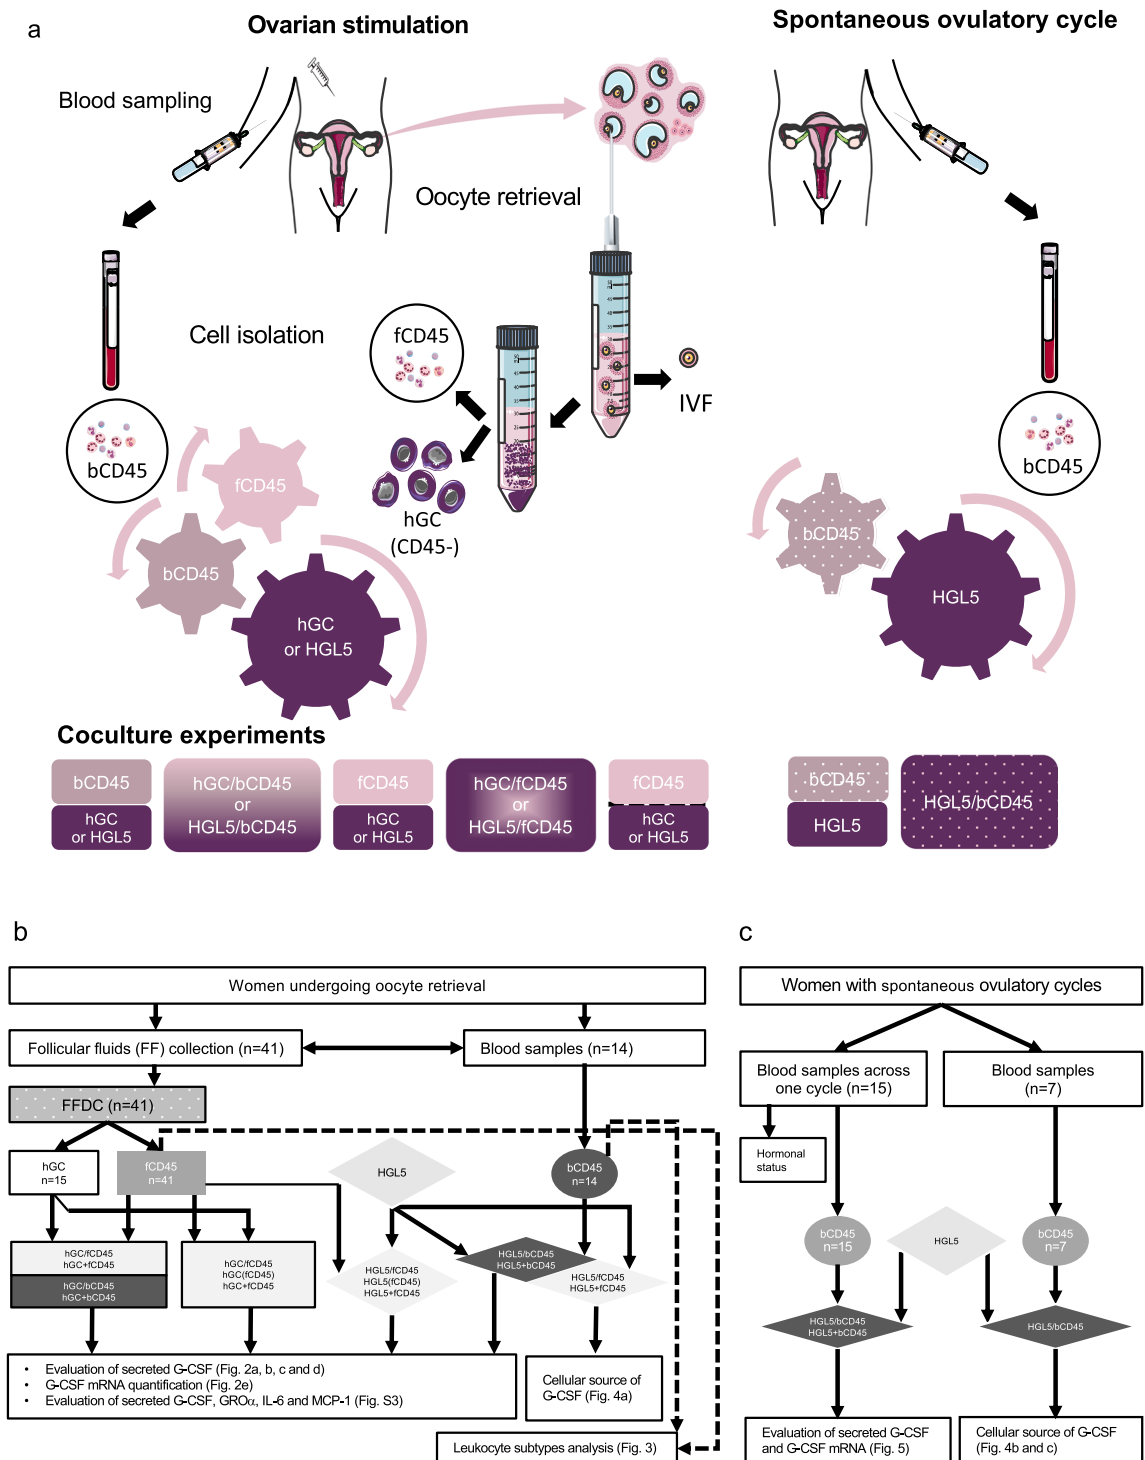 a
Ovarian stimulation
Spontaneous ovulatory cycle
Blood sampling
Oocyte retrieval
Cell isolation
fCD45
IVF
bCD45
fCD45
hGC
(CD45-)
bCD45
hGC
or HGL5
bCD45
bCD45
HGL5
Coculture experiments
bCD45
hGC
or HGL5
hGC/bCD45
or
HGL5/bCD45
fCD45
hGC
or HGL5
hGC/fCD45
or
HGL5/fCD45
fCD45
hGC
or HGL5
bCD45
HGL5
HGL5/bCD45
b
Women undergoing oocyte retrieval
Follicular fluids (FF) collection (n=41)
Blood samples (n=14)
FFDC (n=41)
hGC
n=15
fCD45
n=41
HGL5
bCD45
n=14
hGC/fCD45
hGC+fCD45
hGC/bCD45
hGC+bCD45
hGC/fCD45
hGC(fCD45)
hGC+fCD45
HGL5/fCD45
HGL5(fCD45)
HGL5+fCD45
HGL5/bCD45
HGL5+bCD45
HGL5/fCD45
HGL5+fCD45
• Evaluation of secreted G-CSF (Fig. 2a, b, c and d)
• G-CSF mRNA quantification (Fig. 2e)
• Evaluation of secreted G-CSF, GROα, IL-6 and MCP-1 (Fig. S3)
Cellular source of
G-CSF (Fig. 4a)
Leukocyte subtypes analysis (Fig. 3)
c
Women with spontaneous ovulatory cycles
Blood samples across
one cycle (n=15)
Blood samples
(n=7)
Hormonal
status
bCD45
n=15
HGL5
bCD45
n=7
HGL5/bCD45
HGL5+bCD45
HGL5/bCD45
Evaluation of secreted G-CSF
and G-CSF mRNA (Fig. 5)
Cellular source of G-CSF
(Fig. 4b and c)